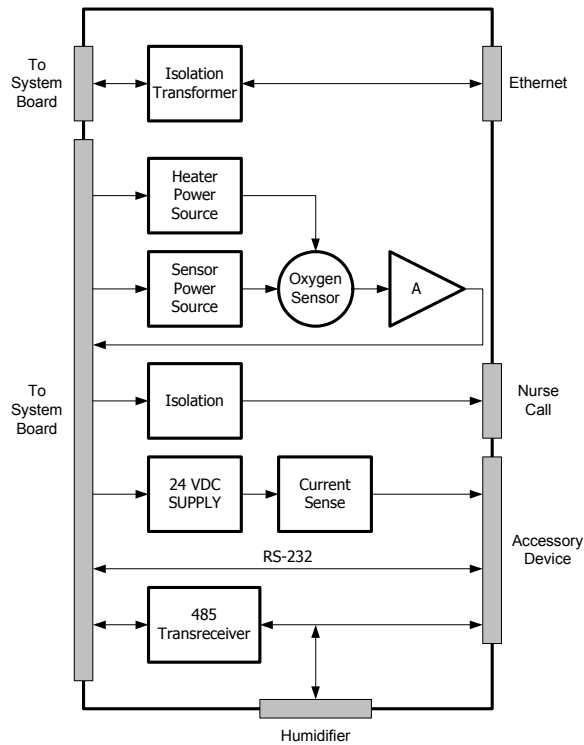 To
System
Board
Isolation
Transformer
Ethernet
Heater
Power
Source
Sensor
Power
Source
Oxygen
Sensor
A
To
System
Board
Isolation
Nurse
Call
24 VDC
SUPPLY
Current
Sense
Accessory
Device
RS-232
485
Transreceiver
Humidifier